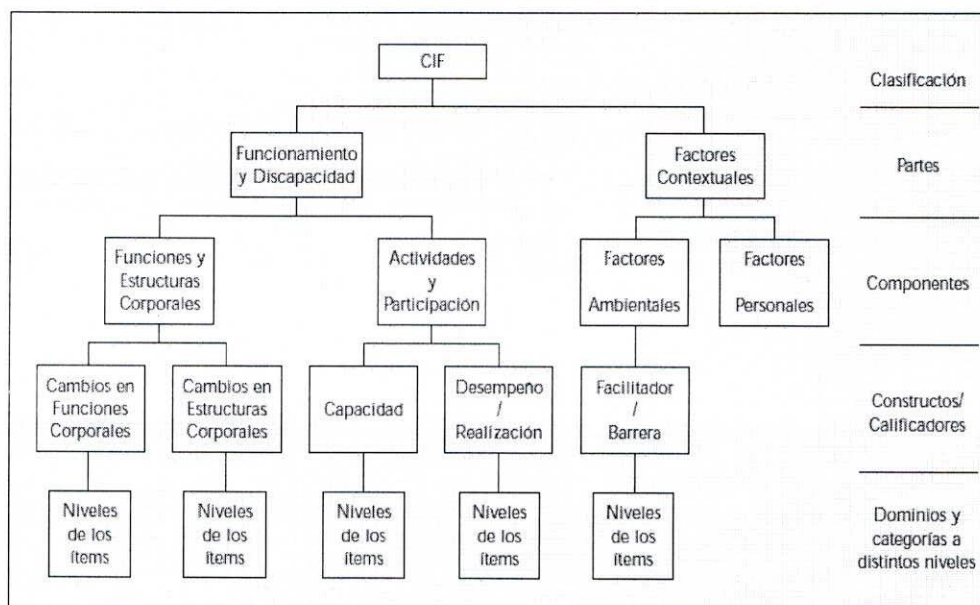 CIF
Clasificación
Funcionamiento
y Discapacidad
Factores
Contextuales
Partes
Funciones y
Estructuras
Corporales
Actividades
y
Participación
Factores
Ambientales
Factores
Personales
Componentes
Cambios en
Funciones
Corporales
Cambios en
Estructuras
Corporales
Capacidad
Desempeño
/
Realización
Facilitador
/
Barrera
Constructos/
Calificadores
Niveles
de los
ítems
Niveles
de los
ítems
Niveles
de los
ítems
Niveles
de los
ítems
Niveles
de los
ítems
Dominios y
categorías a
distintos niveles